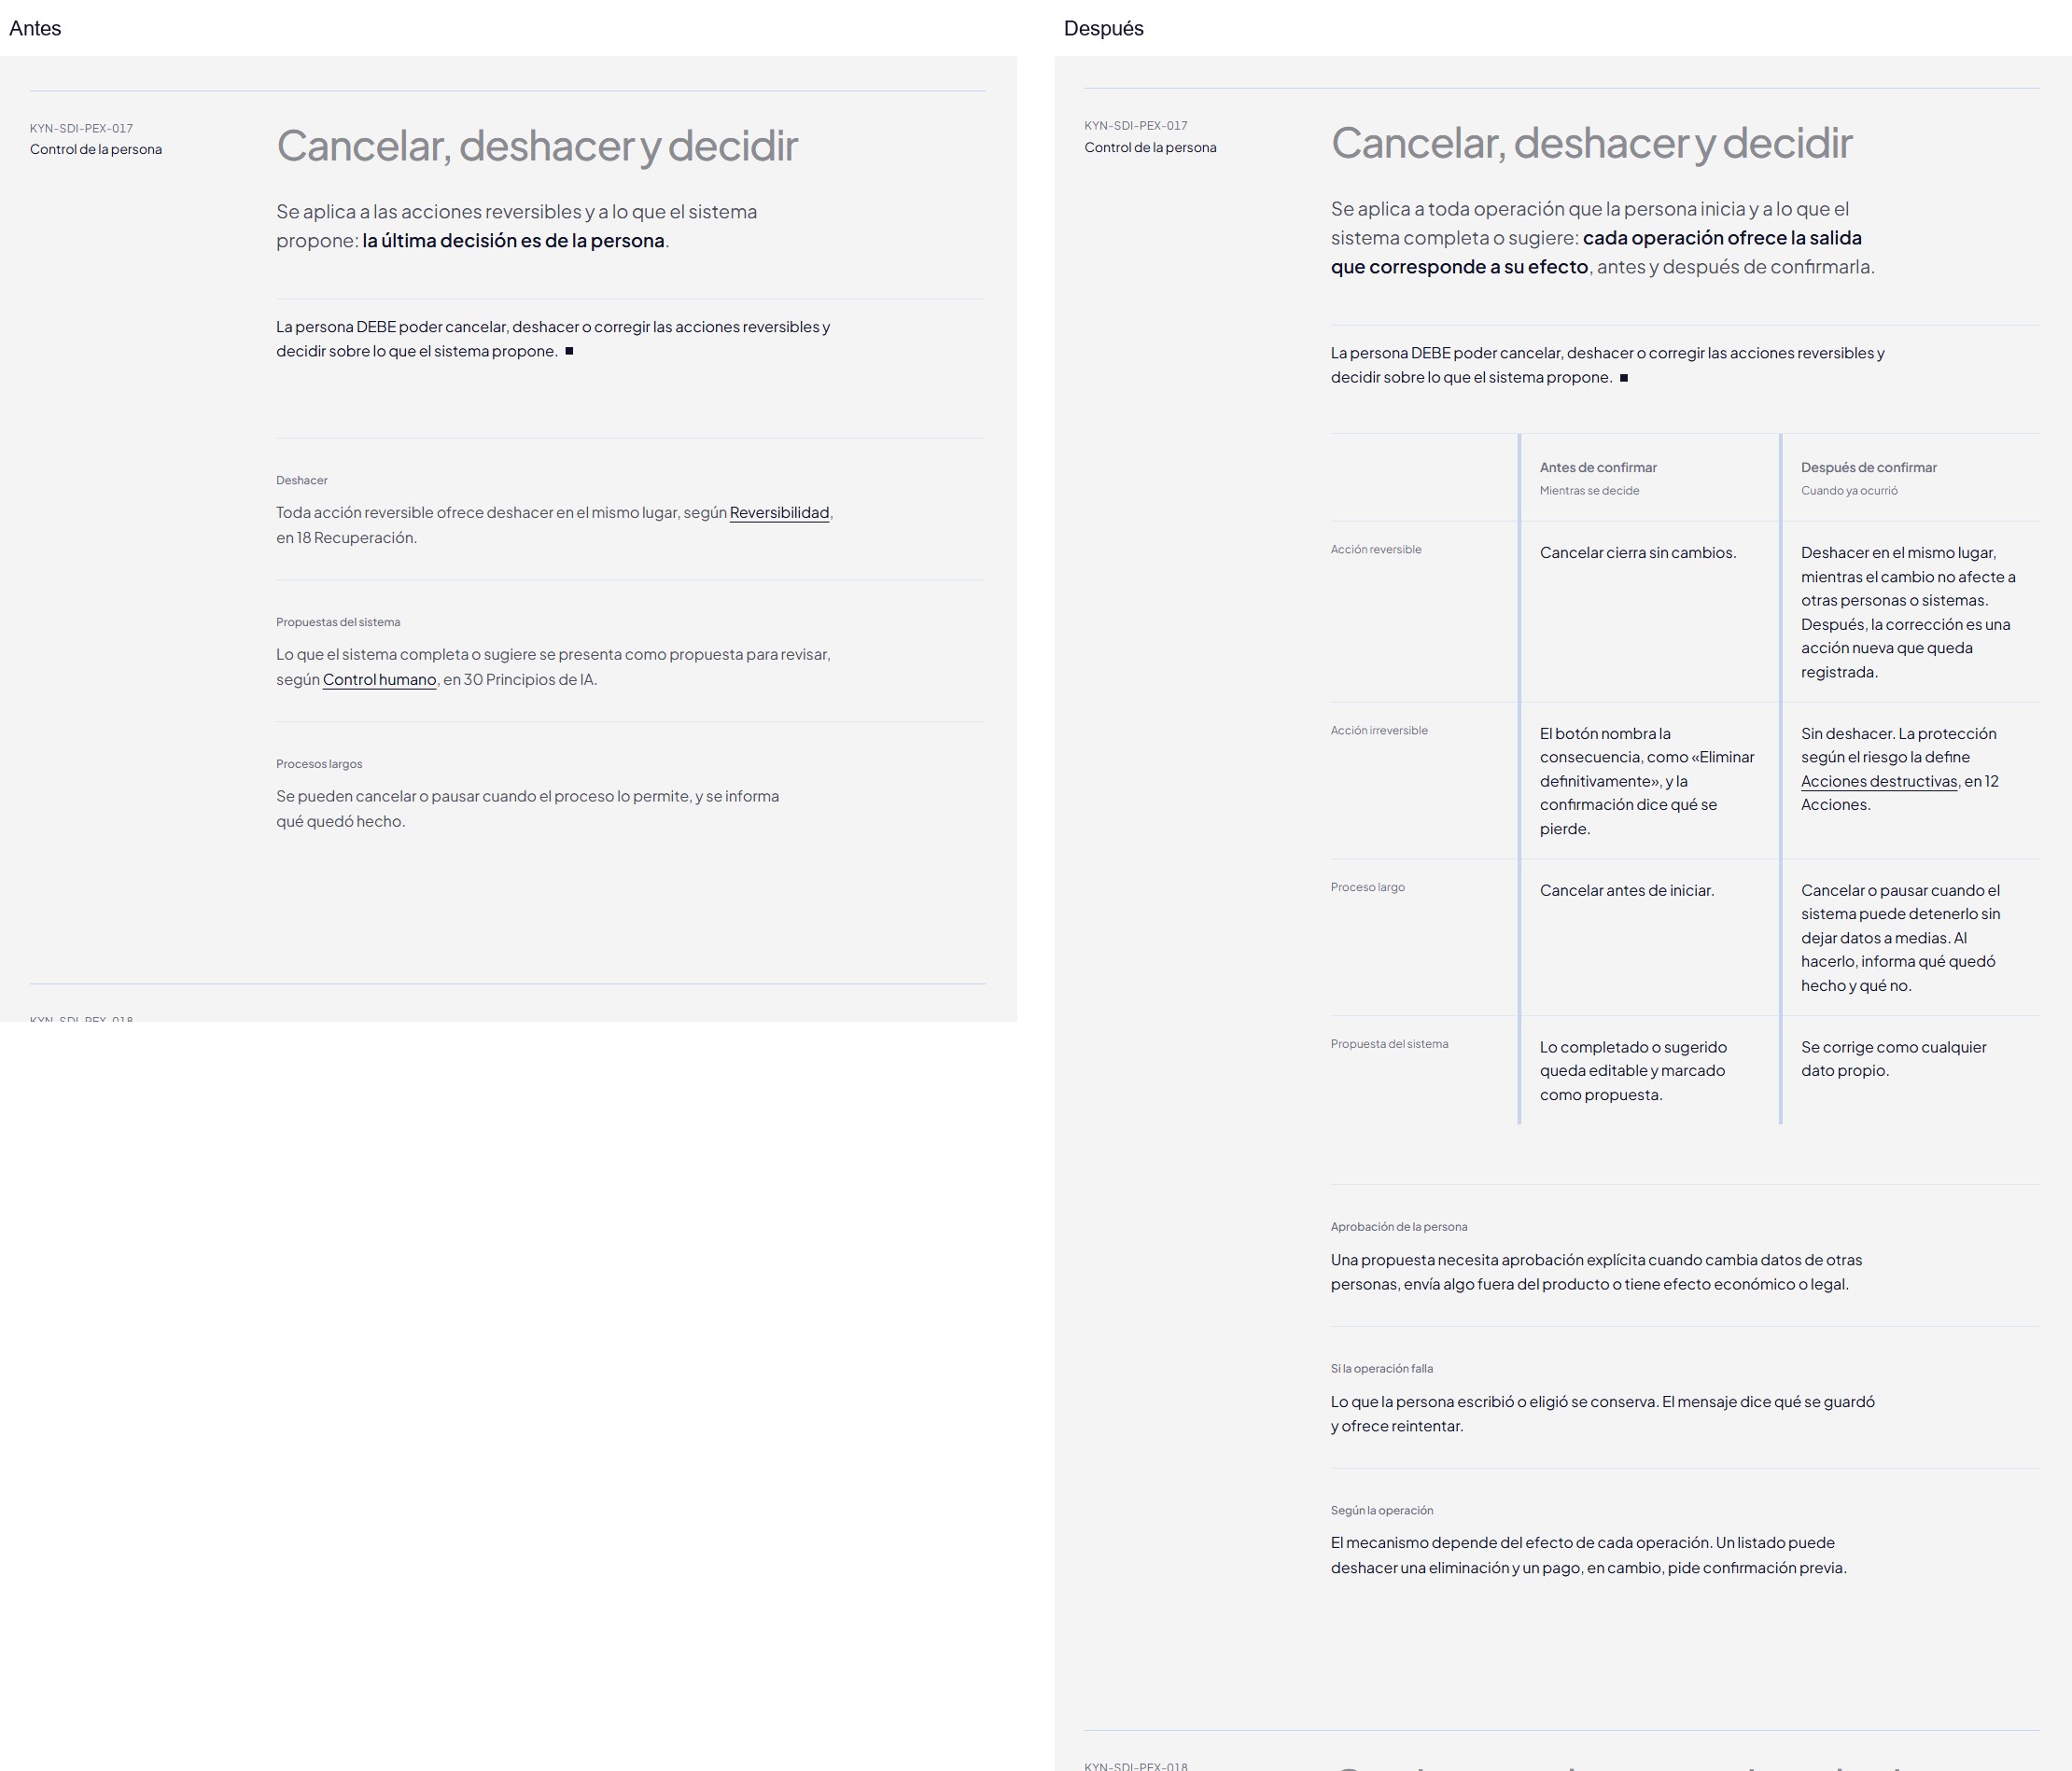 Antes
KYN-SDI-PEX-017
Control de la persona
Cancelar, deshacer y decidir
Se aplica a las acciones reversibles y a lo que el sistema
propone: la última decisión es de la persona.
La persona DEBE poder cancelar, deshacer o corregir las acciones reversibles y
decidir sobre lo que el sistema propone. ■
Deshacer
Toda acción reversible ofrece deshacer en el mismo lugar, según Reversibilidad,
en 18 Recuperación.
Propuestas del sistema
Lo que el sistema completa o sugiere se presenta como propuesta para revisar,
según Control humano, en 30 Principios de IA.
Procesos largos
Se pueden cancelar o pausar cuando el proceso lo permite, y se informa
qué quedó hecho.
KYN-SDI-PEX-018
Después
KYN-SDI-PEX-017
Control de la persona
Cancelar, deshacer y decidir
Se aplica a toda operación que la persona inicia y a lo que el
sistema completa o sugiere: cada operación ofrece la salida
que corresponde a su efecto, antes y después de confirmarla.
La persona DEBE poder cancelar, deshacer o corregir las acciones reversibles y
decidir sobre lo que el sistema propone. ■
Antes de confirmar
Mientras se decide
Después de confirmar
Cuando ya ocurrió
Acción reversible
Cancelar cierra sin cambios.
Deshacer en el mismo lugar,
mientras el cambio no afecte a
otras personas o sistemas.
Después, la corrección es una
acción nueva que queda
registrada.
Acción irreversible
El botón nombra la
consecuencia, como «Eliminar
definitivamente», y la
confirmación dice qué se
pierde.
Sin deshacer. La protección
según el riesgo la define
Acciones destructivas, en 12
Acciones.
Proceso largo
Cancelar antes de iniciar.
Cancelar o pausar cuando el
sistema puede detenerlo sin
dejar datos a medias. Al
hacerlo, informa qué quedó
hecho y qué no.
Propuesta del sistema
Lo completado o sugerido
queda editable y marcado
como propuesta.
Se corrige como cualquier
dato propio.
Aprobación de la persona
Una propuesta necesita aprobación explícita cuando cambia datos de otras
personas, envía algo fuera del producto o tiene efecto económico o legal.
Si la operación falla
Lo que la persona escribió o eligió se conserva. El mensaje dice qué se guardó
y ofrece reintentar.
Según la operación
El mecanismo depende del efecto de cada operación. Un listado puede
deshacer una eliminación y un pago, en cambio, pide confirmación previa.
KYN-SDI-PEX-018